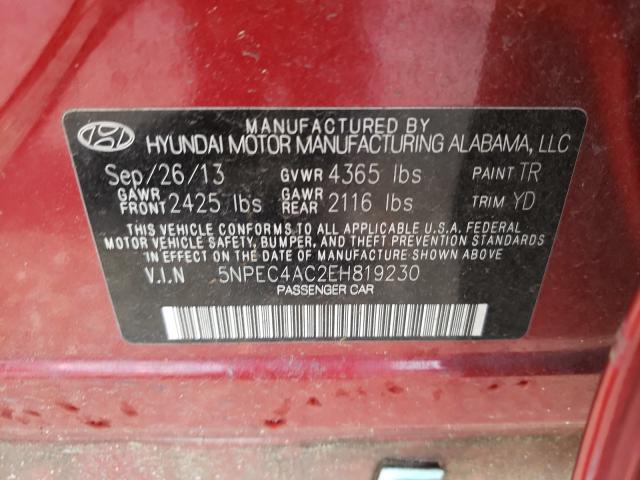 MANUFACTURED BY
HYUNDAI MOTOR MANUFACTURING ALABAMA, LLC
Sep/26/13 GVWR 4365 lbs PAINT TR
GAWR FRONT 2425 lbs GAWR REAR 2116 lbs TRIM YD
THIS VEHICLE CONFORMS TO ALL APPLICABLE U.S.A. FEDERAL
MOTOR VEHICLE SAFETY, BUMPER, AND THEFT PREVENTION STANDARDS
IN EFFECT ON THE DATE OF MANUFACTURE SHOWN ABOVE.
V.I.N 5NPEC4AC2EH819230
PASSENGER CAR